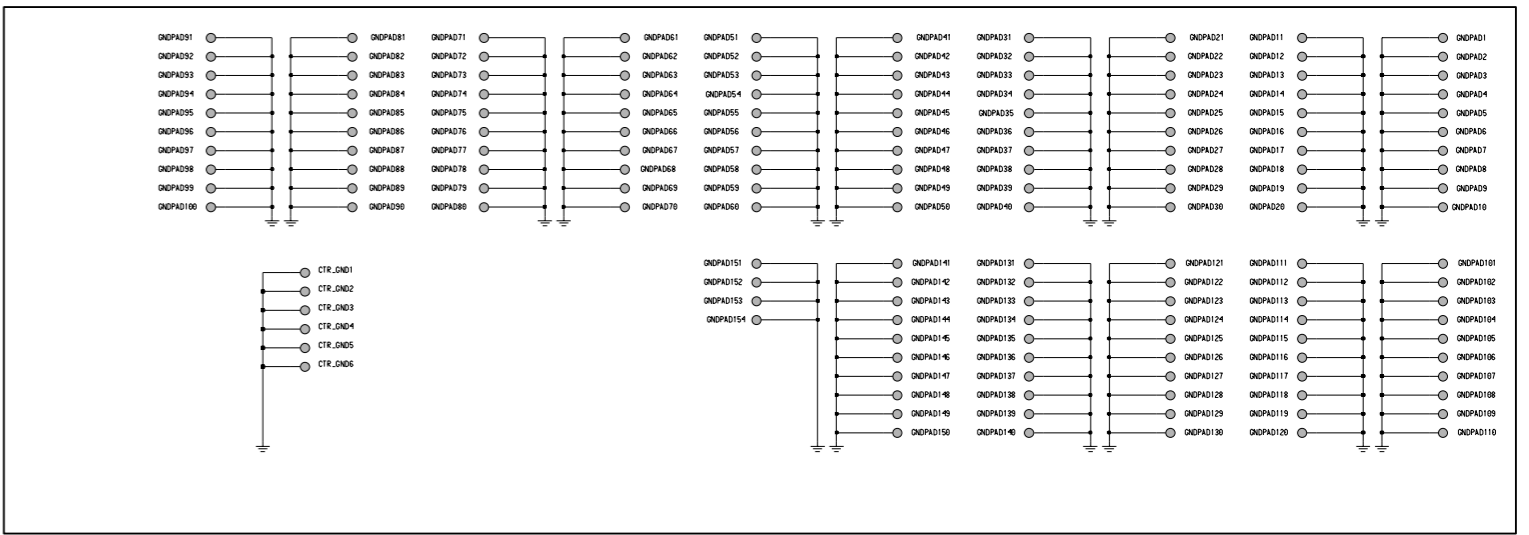 GNDPAD91 GNDPAD81 GNDPAD71 GNDPAD61 GNDPAD51 GNDPAD41 GNDPAD31 GNDPAD21 GNDPAD11 GNDPAD1
GNDPAD92 GNDPAD82 GNDPAD72 GNDPAD62 GNDPAD52 GNDPAD42 GNDPAD32 GNDPAD22 GNDPAD12 GNDPAD2
GNDPAD93 GNDPAD83 GNDPAD73 GNDPAD63 GNDPAD53 GNDPAD43 GNDPAD33 GNDPAD23 GNDPAD13 GNDPAD3
GNDPAD94 GNDPAD84 GNDPAD74 GNDPAD64 GNDPAD54 GNDPAD44 GNDPAD34 GNDPAD24 GNDPAD14 GNDPAD4
GNDPAD95 GNDPAD85 GNDPAD75 GNDPAD65 GNDPAD55 GNDPAD45 GNDPAD35 GNDPAD25 GNDPAD15 GNDPAD5
GNDPAD96 GNDPAD86 GNDPAD76 GNDPAD66 GNDPAD56 GNDPAD46 GNDPAD36 GNDPAD26 GNDPAD16 GNDPAD6
GNDPAD97 GNDPAD87 GNDPAD77 GNDPAD67 GNDPAD57 GNDPAD47 GNDPAD37 GNDPAD27 GNDPAD17 GNDPAD7
GNDPAD98 GNDPAD88 GNDPAD78 GNDPAD68 GNDPAD58 GNDPAD48 GNDPAD38 GNDPAD28 GNDPAD18 GNDPAD8
GNDPAD99 GNDPAD89 GNDPAD79 GNDPAD69 GNDPAD59 GNDPAD49 GNDPAD39 GNDPAD29 GNDPAD19 GNDPAD9
GNDPAD100 GNDPAD90 GNDPAD80 GNDPAD70 GNDPAD60 GNDPAD50 GNDPAD40 GNDPAD30 GNDPAD20 GNDPAD10
GNDPAD151 GNDPAD141 GNDPAD131 GNDPAD121 GNDPAD111 GNDPAD101
CTR_GND1
GNDPAD152 GNDPAD142 GNDPAD132 GNDPAD122 GNDPAD112 GNDPAD102
CTR_GND2
GNDPAD153 GNDPAD143 GNDPAD133 GNDPAD123 GNDPAD113 GNDPAD103
CTR_GND3
GNDPAD154 GNDPAD144 GNDPAD134 GNDPAD124 GNDPAD114 GNDPAD104
CTR_GND4
GNDPAD145 GNDPAD135 GNDPAD125 GNDPAD115 GNDPAD105
CTR_GND5
GNDPAD146 GNDPAD136 GNDPAD126 GNDPAD116 GNDPAD106
CTR_GND6
GNDPAD147 GNDPAD137 GNDPAD127 GNDPAD117 GNDPAD107
GNDPAD148 GNDPAD138 GNDPAD128 GNDPAD118 GNDPAD108
GNDPAD149 GNDPAD139 GNDPAD129 GNDPAD119 GNDPAD109
GNDPAD150 GNDPAD140 GNDPAD130 GNDPAD120 GNDPAD110